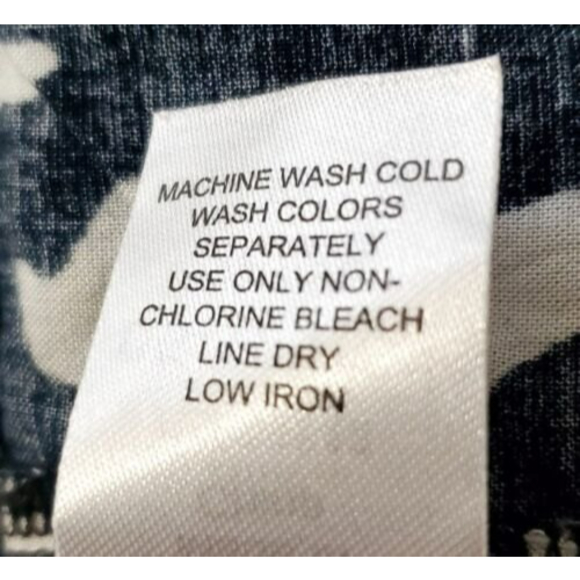 MACHINE WASH COLD
WASH COLORS
SEPARATELY
USE ONLY NON-
CHLORINE BLEACH
LINE DRY
LOW IRON